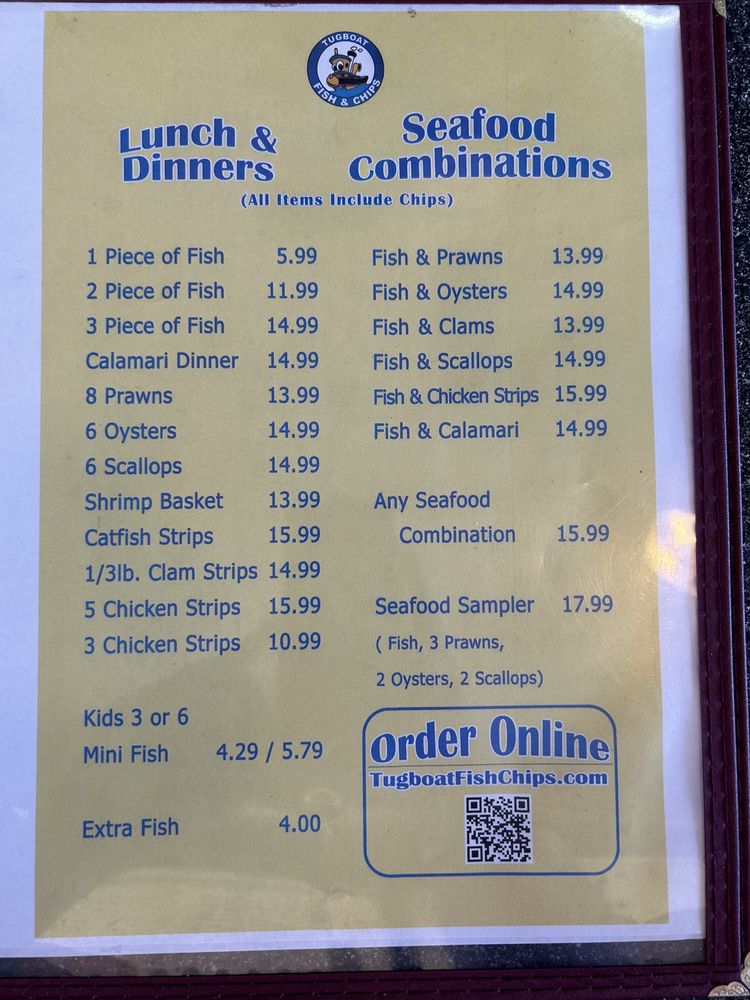 TUGBOAT
FISH & CHIPS
Lunch &
Dinners
Seafood
Combinations
(All Items Include Chips)
1 Piece of Fish 5.99
2 Piece of Fish 11.99
3 Piece of Fish 14.99
Calamari Dinner 14.99
8 Prawns 13.99
6 Oysters 14.99
6 Scallops 14.99
Shrimp Basket 13.99
Catfish Strips 15.99
1/3lb. Clam Strips 14.99
5 Chicken Strips 15.99
3 Chicken Strips 10.99
Kids 3 or 6
Mini Fish 4.29 / 5.79
Extra Fish 4.00
Fish & Prawns 13.99
Fish & Oysters 14.99
Fish & Clams 13.99
Fish & Scallops 14.99
Fish & Chicken Strips 15.99
Fish & Calamari 14.99
Any Seafood
Combination 15.99
Seafood Sampler 17.99
( Fish, 3 Prawns,
2 Oysters, 2 Scallops)
Order Online
TugboatFishChips.com